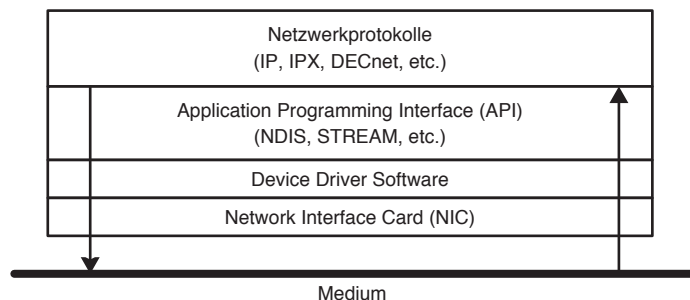 Netzwerkprotokolle
(IP, IPX, DECnet, etc.)
Application Programming Interface (API)
(NDIS, STREAM, etc.)
Device Driver Software
Network Interface Card (NIC)
Medium